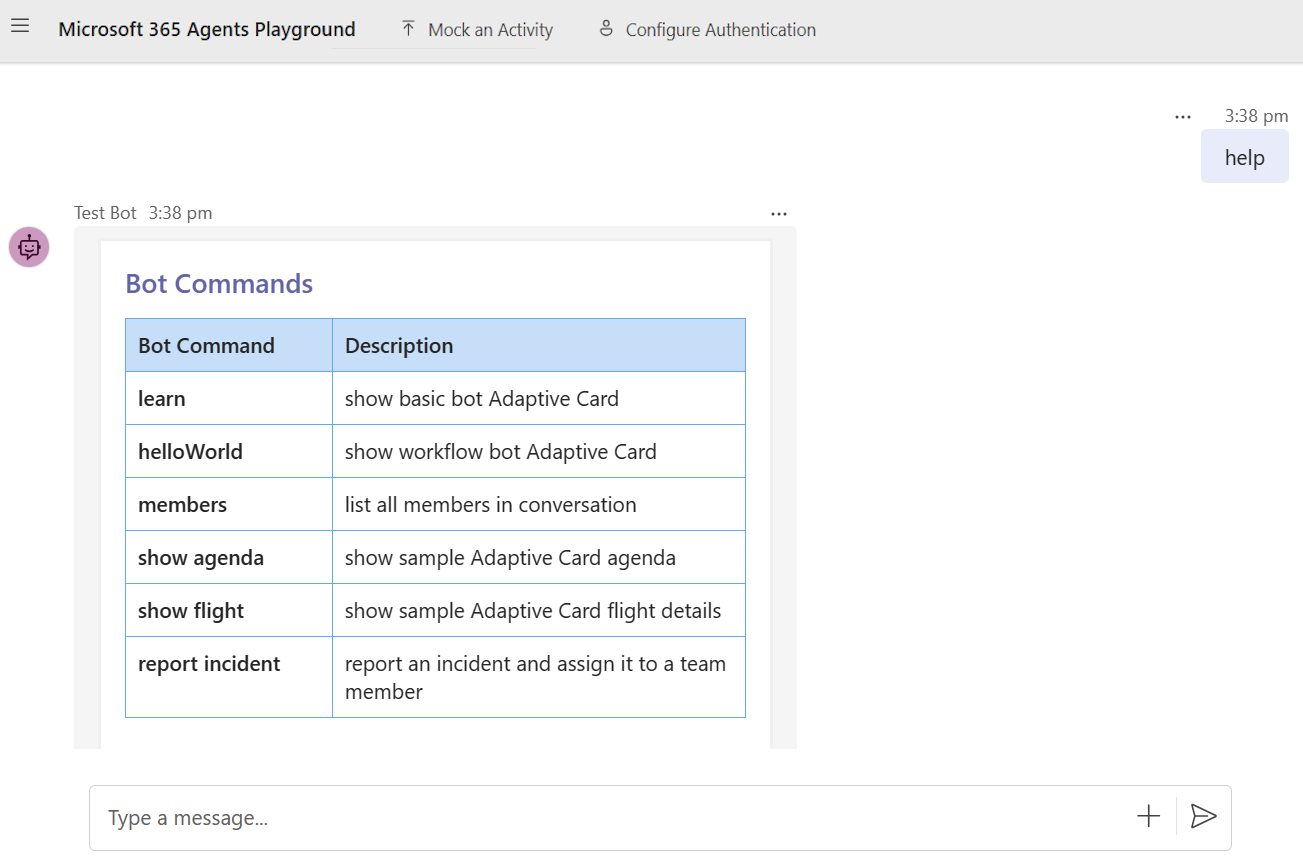 Microsoft 365 Agents Playground Mock an Activity Configure Authentication
... 3:38 pm
help
Test Bot 3:38 pm ...
Bot Commands
Bot Command Description
learn show basic bot Adaptive Card
helloWorld show workflow bot Adaptive Card
members list all members in conversation
show agenda show sample Adaptive Card agenda
show flight show sample Adaptive Card flight details
report incident report an incident and assign it to a team
member
Type a message...